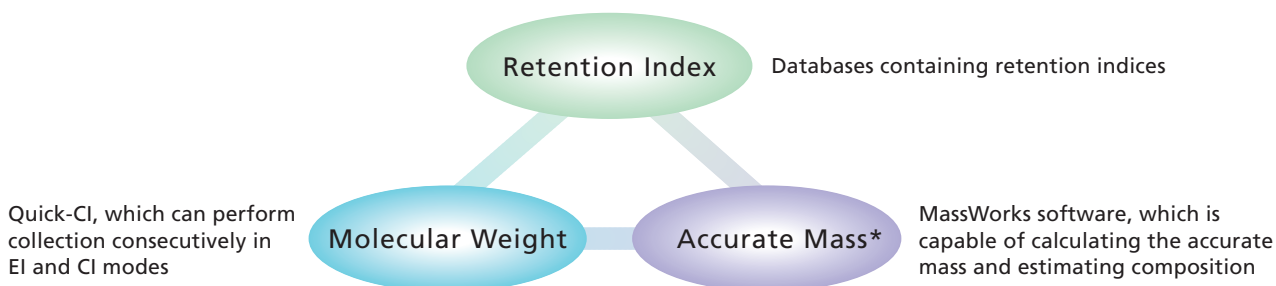 Retention Index
Databases containing retention indices
Quick-CI, which can perform
collection consecutively in
EI and CI modes
Molecular Weight
Accurate Mass*
MassWorks software, which is
capable of calculating the accurate
mass and estimating composition